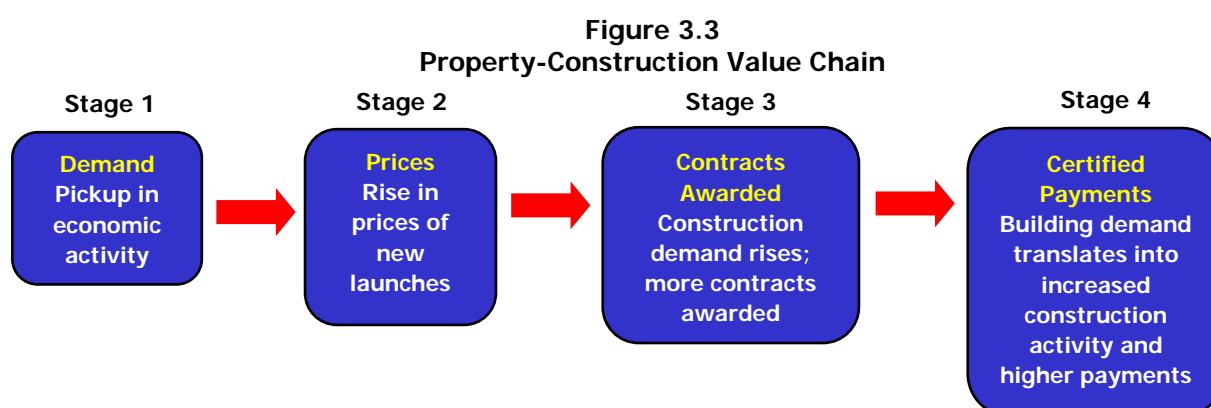 Figure 3.3
Property-Construction Value Chain
Stage 1
Demand
Pickup in
economic
activity
Stage 2
Prices
Rise in
prices of
new
launches
Stage 3
Contracts
Awarded
Construction
demand rises;
more contracts
awarded
Stage 4
Certified
Payments
Building demand
translates into
increased
construction
activity and
higher payments